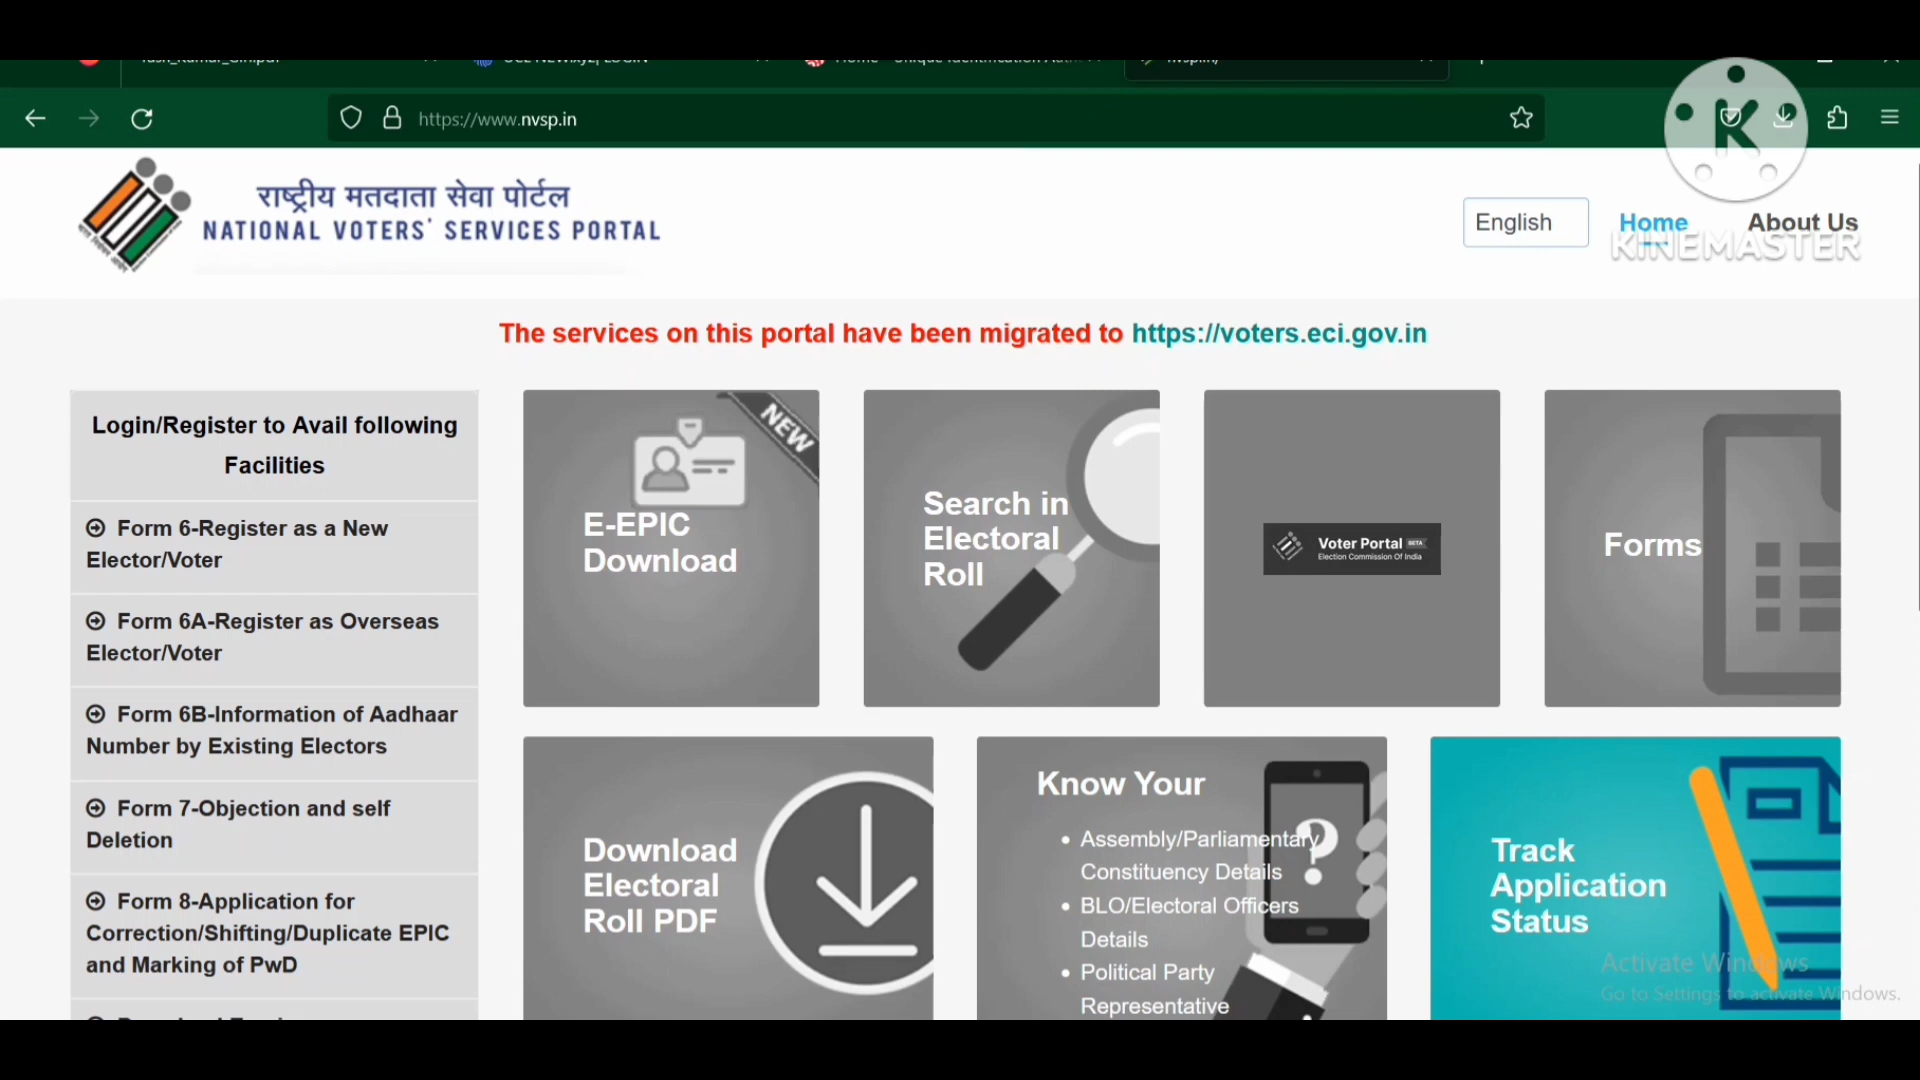 https://www.nvsp.in
राष्ट्रीय मतदाता सेवा पोर्टल
NATIONAL VOTERS' SERVICES PORTAL
English
Home
About Us
KINEMASTER
The services on this portal have been migrated to https://voters.eci.gov.in
Login/Register to Avail following
Facilities
Form 6-Register as a New
Elector/Voter
Form 6A-Register as Overseas
Elector/Voter
Form 6B-Information of Aadhaar
Number by Existing Electors
Form 7-Objection and self
Deletion
Form 8-Application for
Correction/Shifting/Duplicate EPIC
and Marking of PwD
NEW
E-EPIC
Download
Search in
Electoral
Roll
Voter Portal BETA
Election Commission Of India
Forms
Download
Electoral
Roll PDF
Know Your
Assembly/Parliamentary
Constituency Details
BLO/Electoral Officers
Details
Political Party
Representative
Track
Application
Status
Activate Windows
Go to Settings to activate Windows.